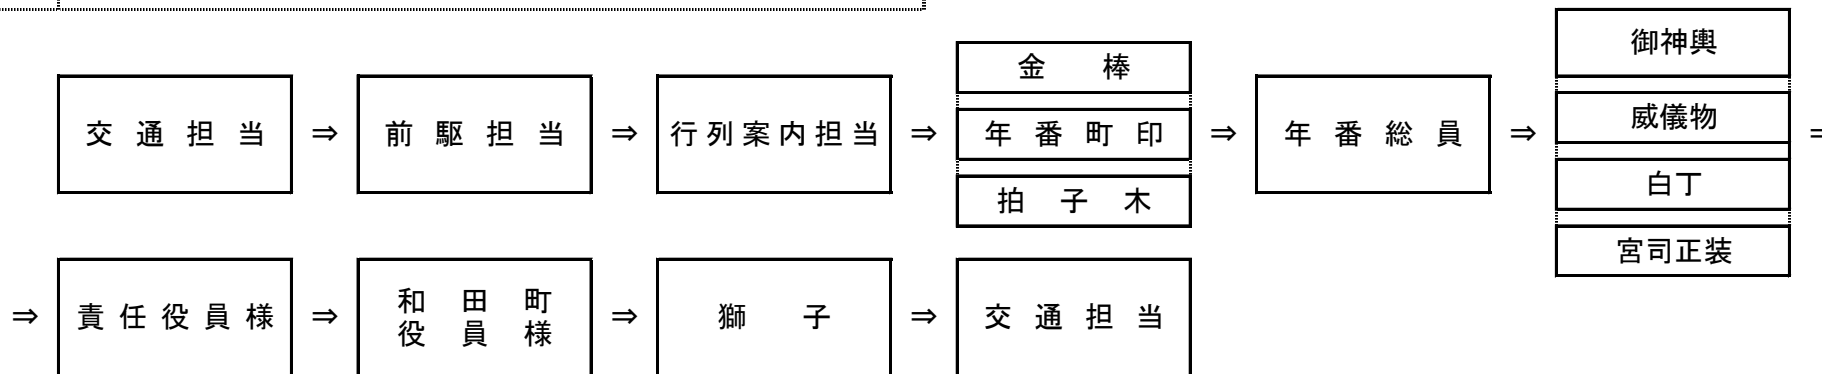 交通担当 ⇒ 前駆担当 ⇒ 行列案内担当 ⇒
金棒
年番町印
拍子木
⇒ 年番総員 ⇒
御神輿
威儀物
白丁
宮司正装
⇒
⇒ 責任役員様 ⇒
和田町
役員様
⇒ 獅子 ⇒ 交通担当